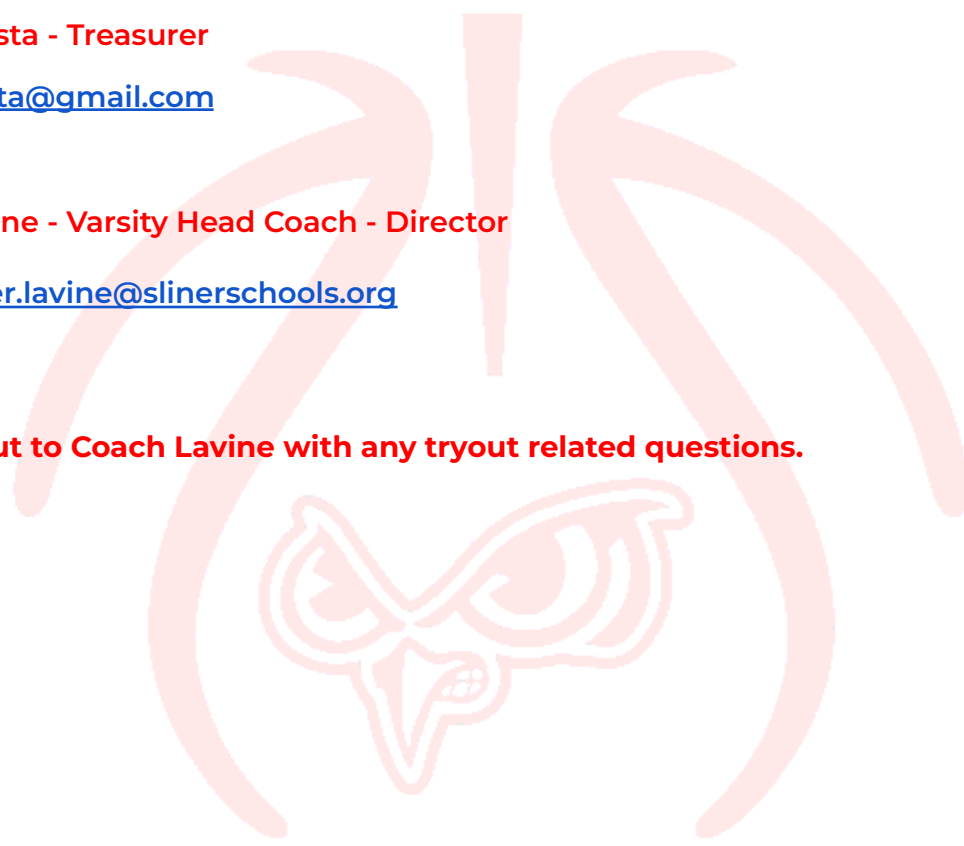 sta - Treasurer
ta@gmail.com
ne - Varsity Head Coach - Director
er.lavine@slinerschools.org
ut to Coach Lavine with any tryout related questions.